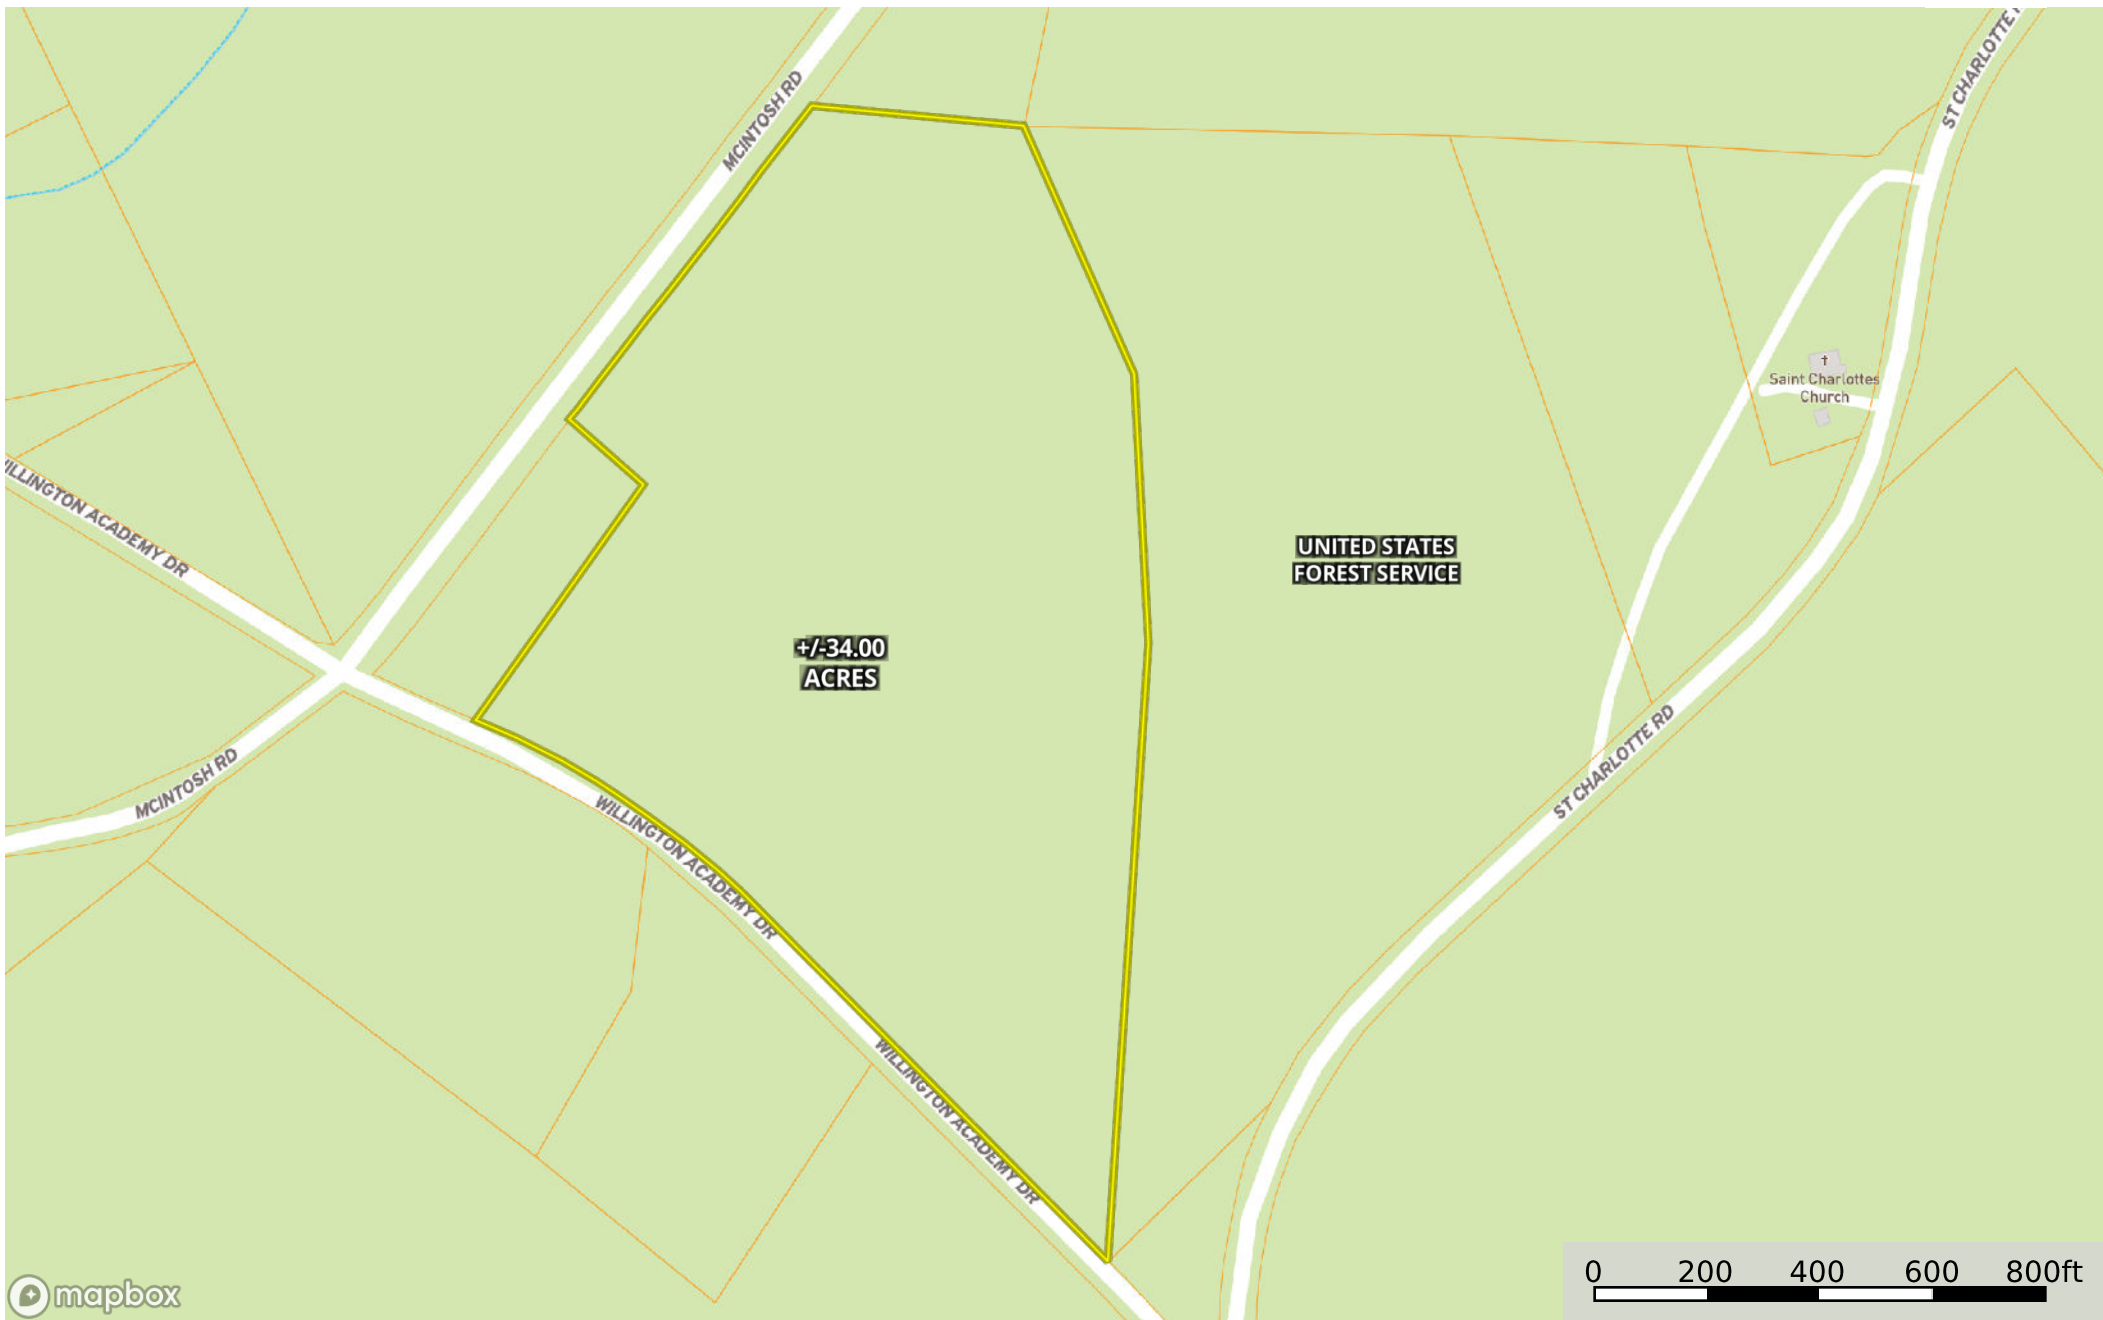 MCINTOSH RD
ST CHARLOTTE
Saint Charlottes
Church
WILLINGTON ACADEMY DR
UNITED STATES
FOREST SERVICE
+/-34.00
ACRES
MCINTOSH RD
ST CHARLOTTE RD
WILLINGTON ACADEMY DR
WILLINGTON ACADEMY DR
0 200 400 600 800ft
mapbox